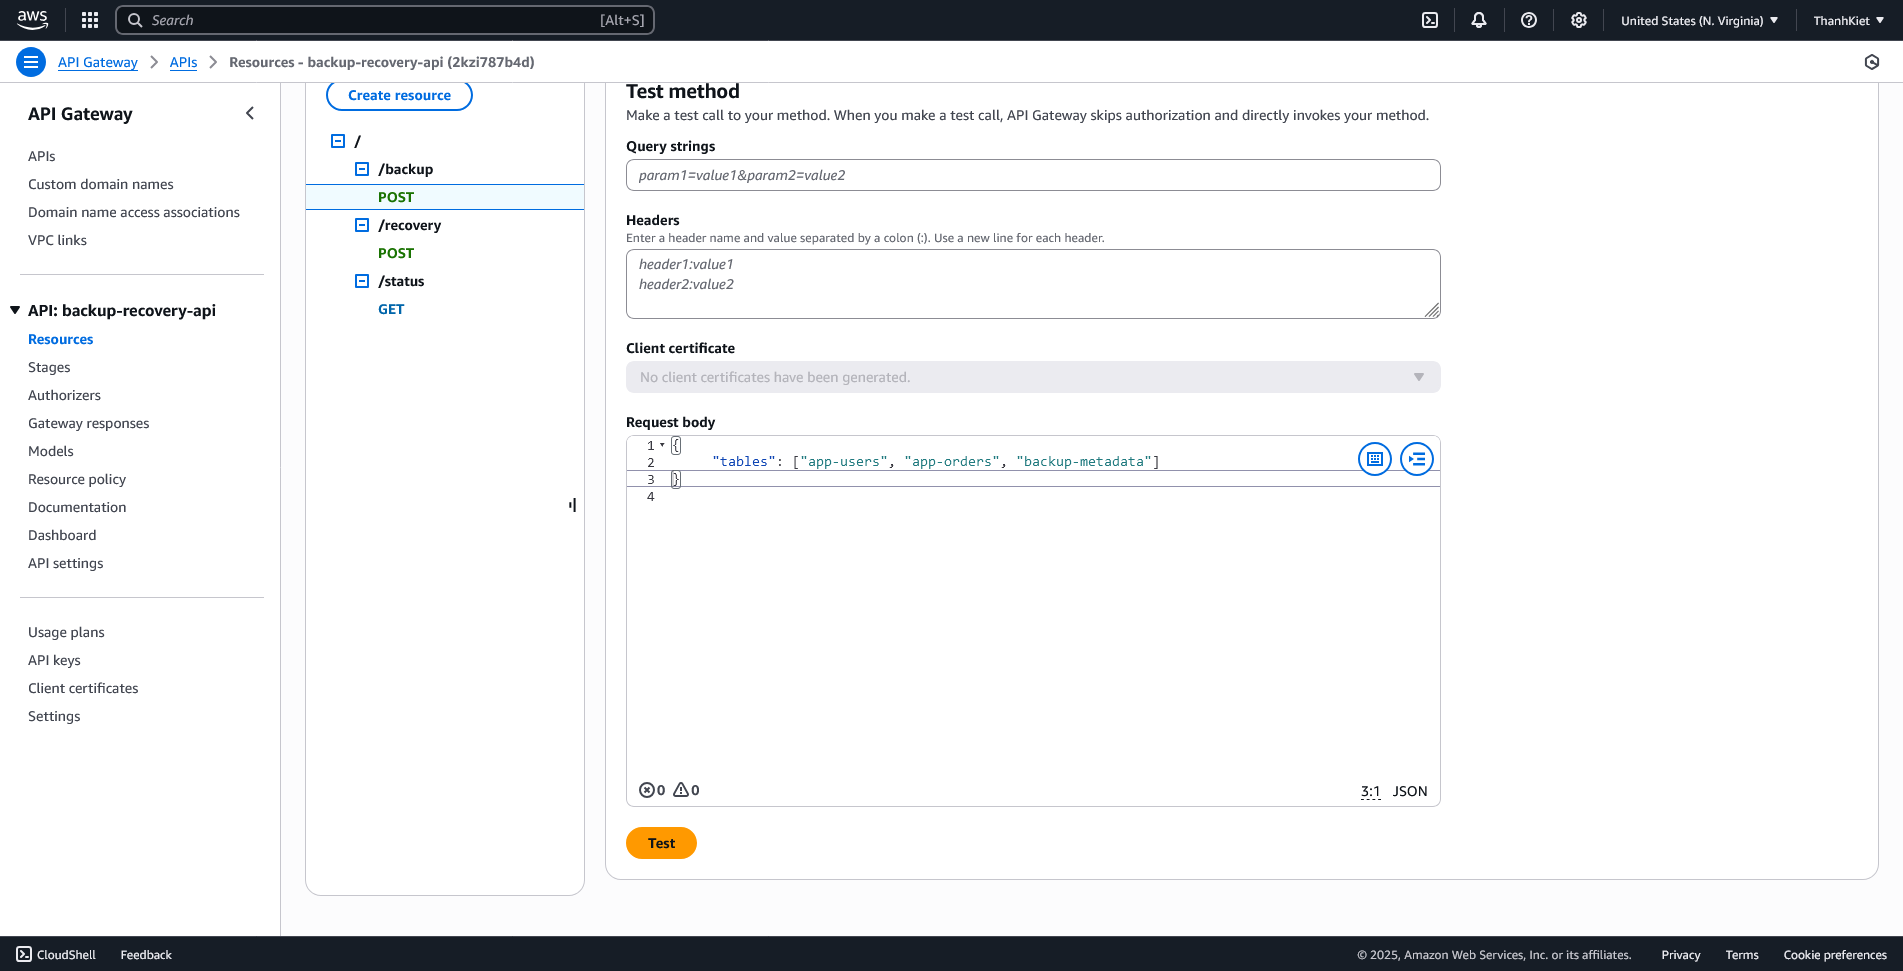 aws
Search [Alt+S]
United States (N. Virginia)
ThanhKiet
API Gateway
APIs
Resources - backup-recovery-api (2kzi787b4d)
API Gateway
APIs
Custom domain names
Domain name access associations
VPC links
API: backup-recovery-api
Resources
Stages
Authorizers
Gateway responses
Models
Resource policy
Documentation
Dashboard
API settings
Usage plans
API keys
Client certificates
Settings
Create resource
/
/backup
POST
/recovery
POST
/status
GET
Test method
Make a test call to your method. When you make a test call, API Gateway skips authorization and directly invokes your method.
Query strings
param1=value1&param2=value2
Headers
Enter a header name and value separated by a colon (:). Use a new line for each header.
header1:value1
header2:value2
Client certificate
No client certificates have been generated.
Request body
1 {
2 "tables": ["app-users", "app-orders", "backup-metadata"]
3 }
4
0 0
3:1 JSON
Test
CloudShell
Feedback
© 2025, Amazon Web Services, Inc. or its affiliates.
Privacy
Terms
Cookie preferences